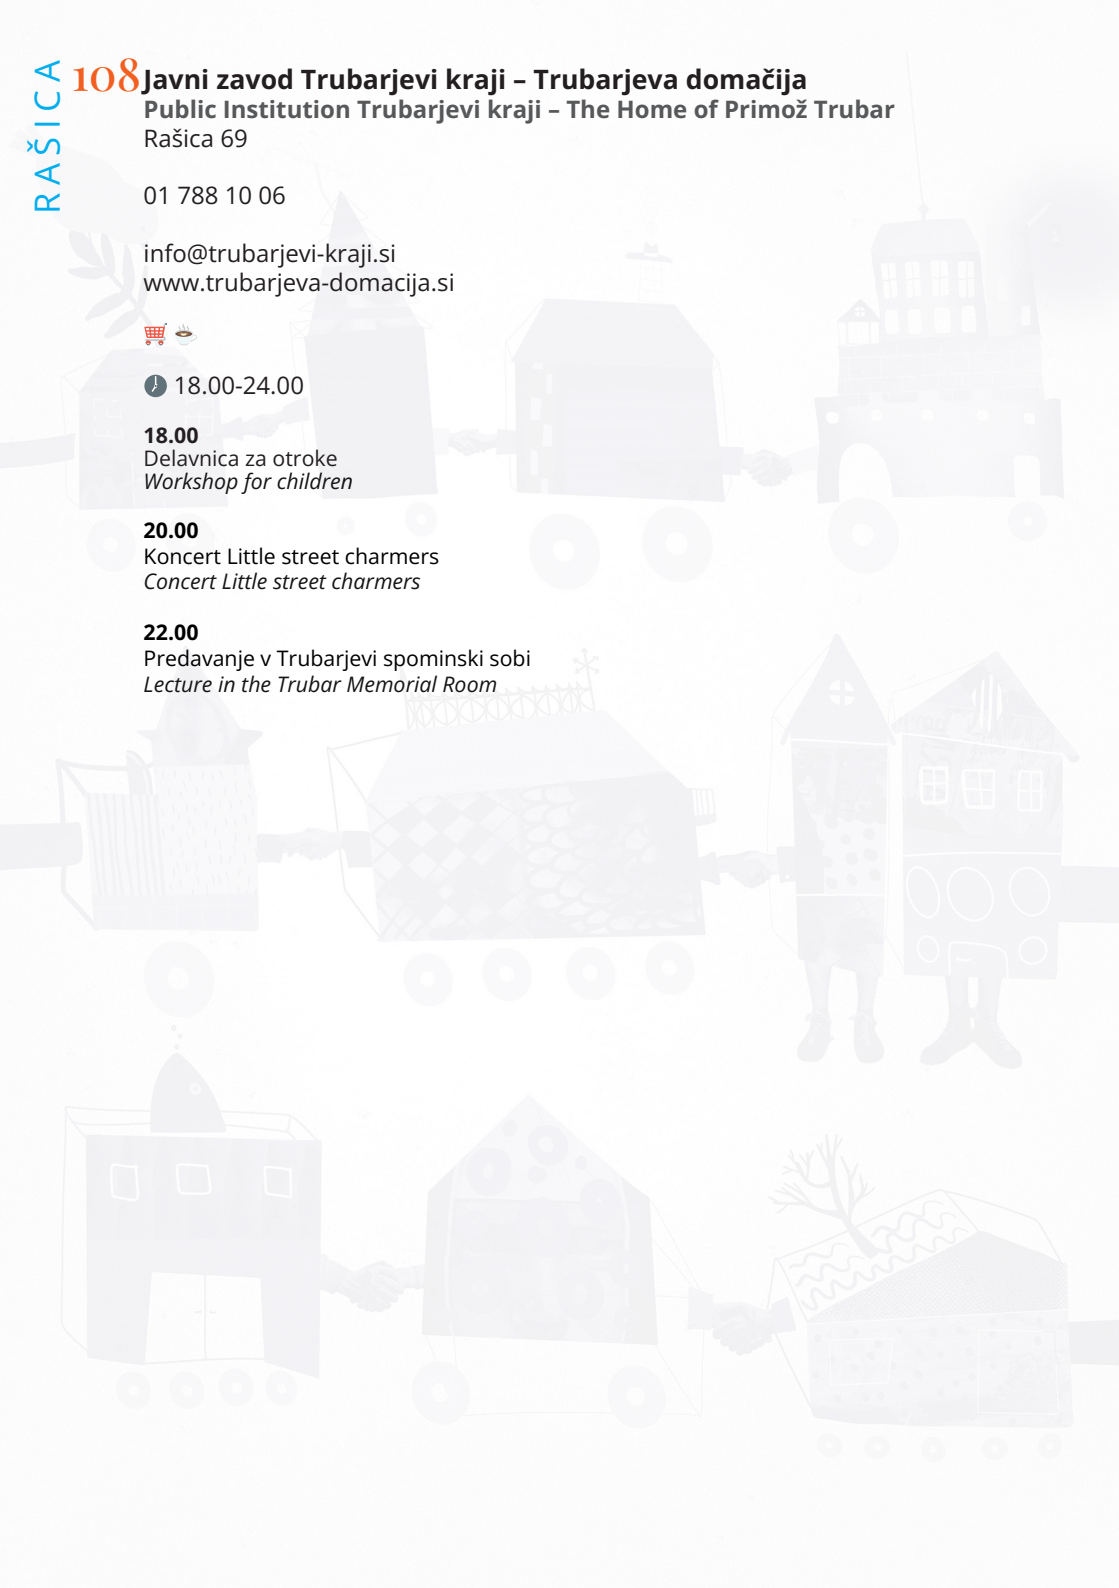 RAŠICA
108
Javni zavod Trubarjevi kraji – Trubarjeva domačija
Public Institution Trubarjevi kraji – The Home of Primož Trubar
Rašica 69
01 788 10 06
info@trubarjevi-kraji.si
www.trubarjeva-domacija.si
18.00-24.00
18.00
Delavnica za otroke
Workshop for children
20.00
Koncert Little street charmers
Concert Little street charmers
22.00
Predavanje v Trubarjevi spominski sobi
Lecture in the Trubar Memorial Room